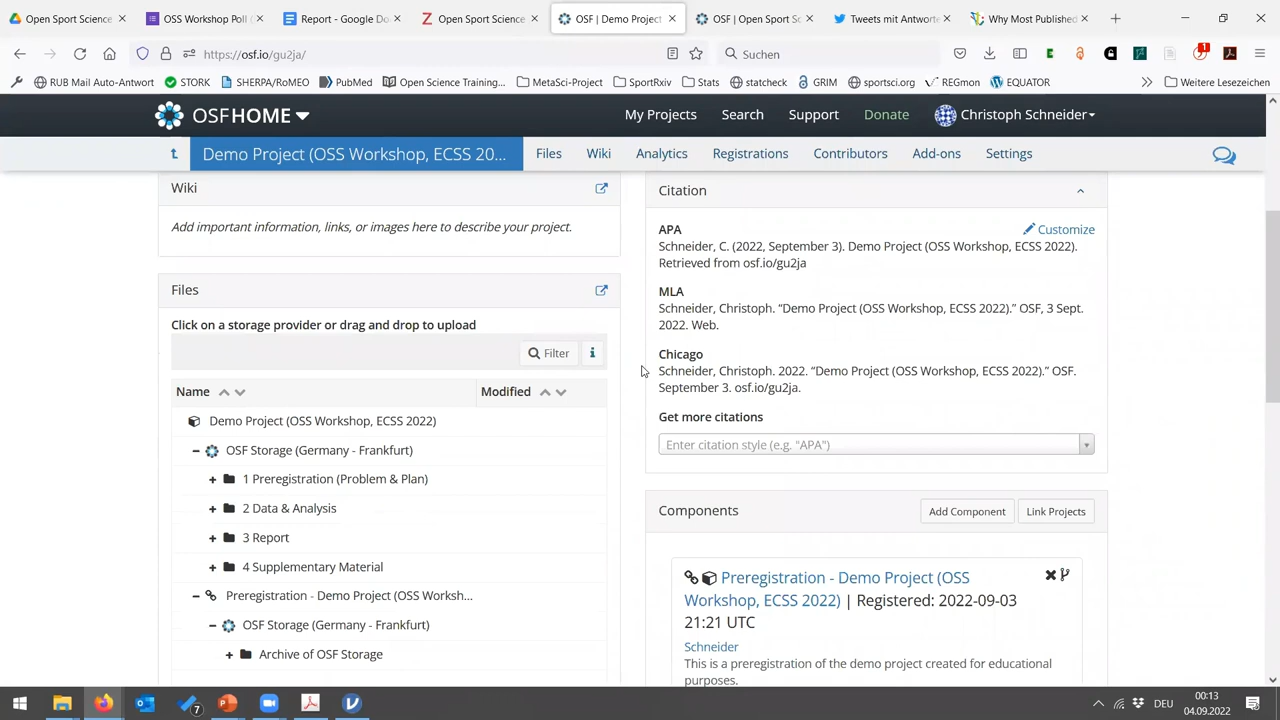 Open Sport Science
OSS Workshop Poll
Report - Google Do
Open Sport Science
OSF | Demo Project
OSF | Open Sport Sc
Tweets mit Antworte
Why Most Published
https://osf.io/gu2ja/
Suchen
1
RUB Mail Auto-Antwort
STORK
SHERPA/RoMEO
PubMed
Open Science Training...
MetaSci-Project
SportRxiv
Stats
statcheck
GRIM
sportsci.org
REGmon
EQUATOR
Weitere Lesezeichen
OSFHOME
My Projects
Search
Support
Donate
Christoph Schneider
Demo Project (OSS Workshop, ECSS 20...
Files
Wiki
Analytics
Registrations
Contributors
Add-ons
Settings
Wiki
Add important information, links, or images here to describe your project.
Files
Click on a storage provider or drag and drop to upload
Filter
Name
Modified
Demo Project (OSS Workshop, ECSS 2022)
OSF Storage (Germany - Frankfurt)
1 Preregistration (Problem & Plan)
2 Data & Analysis
3 Report
4 Supplementary Material
Preregistration - Demo Project (OSS Worksh...
OSF Storage (Germany - Frankfurt)
Archive of OSF Storage
Citation
APA
Customize
Schneider, C. (2022, September 3). Demo Project (OSS Workshop, ECSS 2022).
Retrieved from osf.io/gu2ja
MLA
Schneider, Christoph. “Demo Project (OSS Workshop, ECSS 2022).” OSF, 3 Sept.
2022. Web.
Chicago
Schneider, Christoph. 2022. “Demo Project (OSS Workshop, ECSS 2022).” OSF.
September 3. osf.io/gu2ja.
Get more citations
Enter citation style (e.g. "APA")
Components
Add Component
Link Projects
Preregistration - Demo Project (OSS
Workshop, ECSS 2022) | Registered: 2022-09-03
21:21 UTC
Schneider
This is a preregistration of the demo project created for educational
purposes.
7
DEU
00:13
04.09.2022